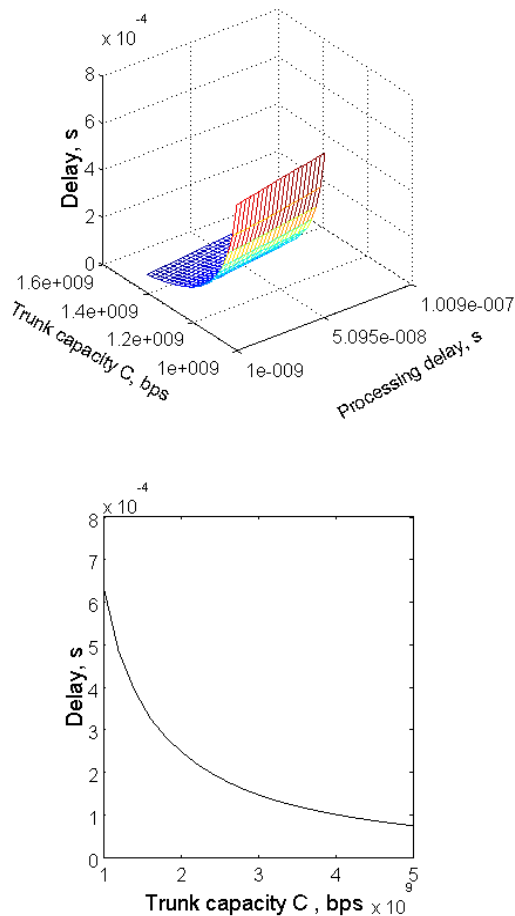 -4
x 10
8
6
4
2
0
Delay, s
1.6e+009
1.4e+009
1.2e+009
1e+009
Trunk capacity C, bps
1.009e-007
5.095e-008
1e-009
Processing delay, s
-4
x 10
8
7
6
5
4
3
2
1
0
Delay, s
1 2 3 4 5
9
Trunk capacity C , bps x 10